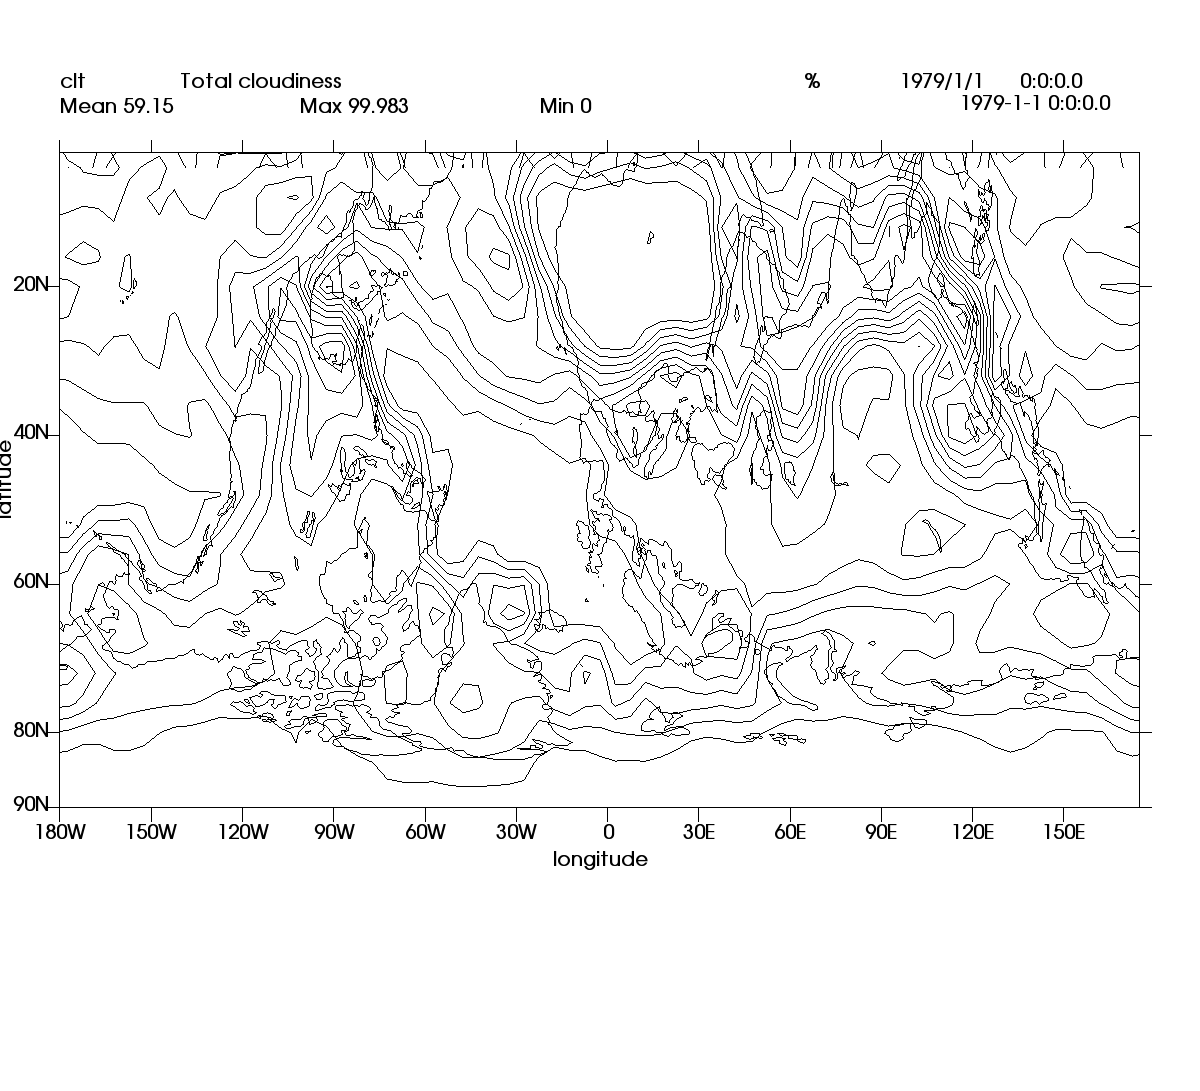 clt Total cloudiness % 1979/1/1 0:0:0.0
Mean 59.15 Max 99.983 Min 0 1979-1-1 0:0:0.0
20N
40N
latitude
60N
80N
90N
180W 150W 120W 90W 60W 30W 0 30E 60E 90E 120E 150E
longitude